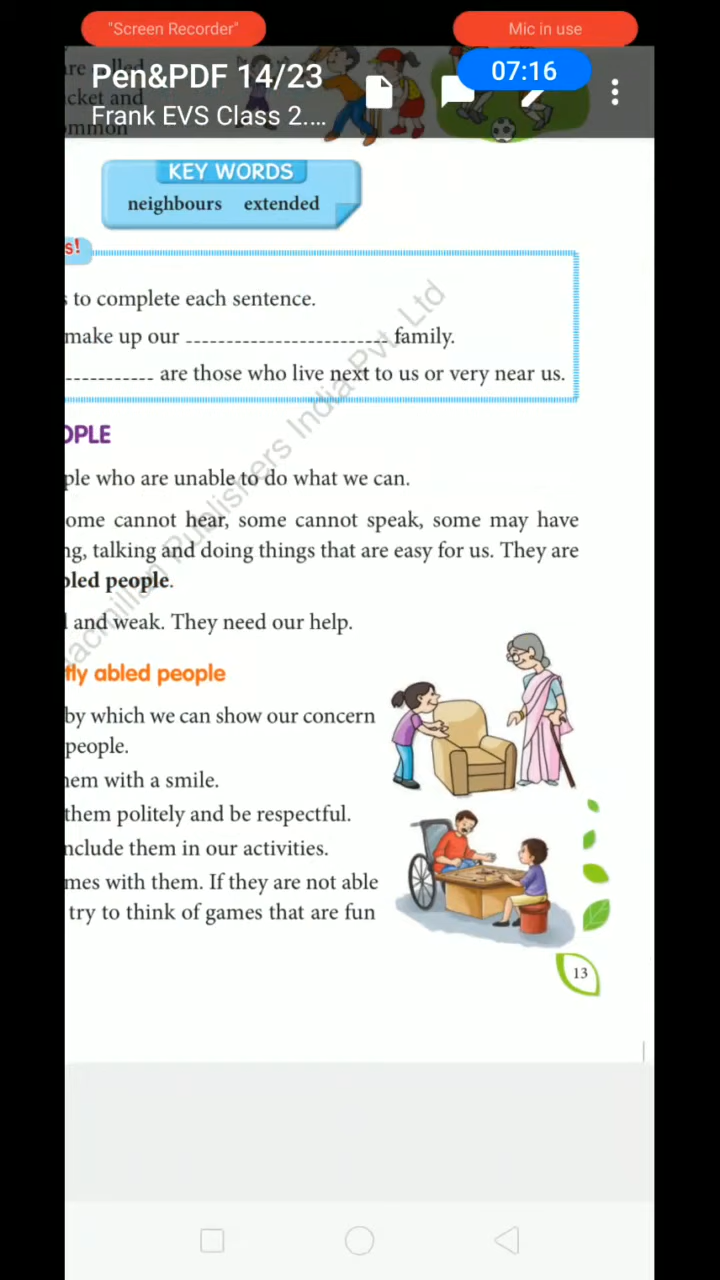 "Screen Recorder"
Mic in use
Pen&PDF 14/23
07:16
Frank EVS Class 2....
and
KEY WORDS
neighbours extended
s!
to complete each sentence.
make up our ---------------------- family.
----------- are those who live next to us or very near us.
OPLE
ple who are unable to do what we can.
ome cannot hear, some cannot speak, some may have
ng, talking and doing things that are easy for us. They are
bled people.
and weak. They need our help.
tly abled people
by which we can show our concern
people.
hem with a smile.
them politely and be respectful.
nclude them in our activities.
mes with them. If they are not able
try to think of games that are fun
13
Macmillan Publishers India Pvt. Ltd